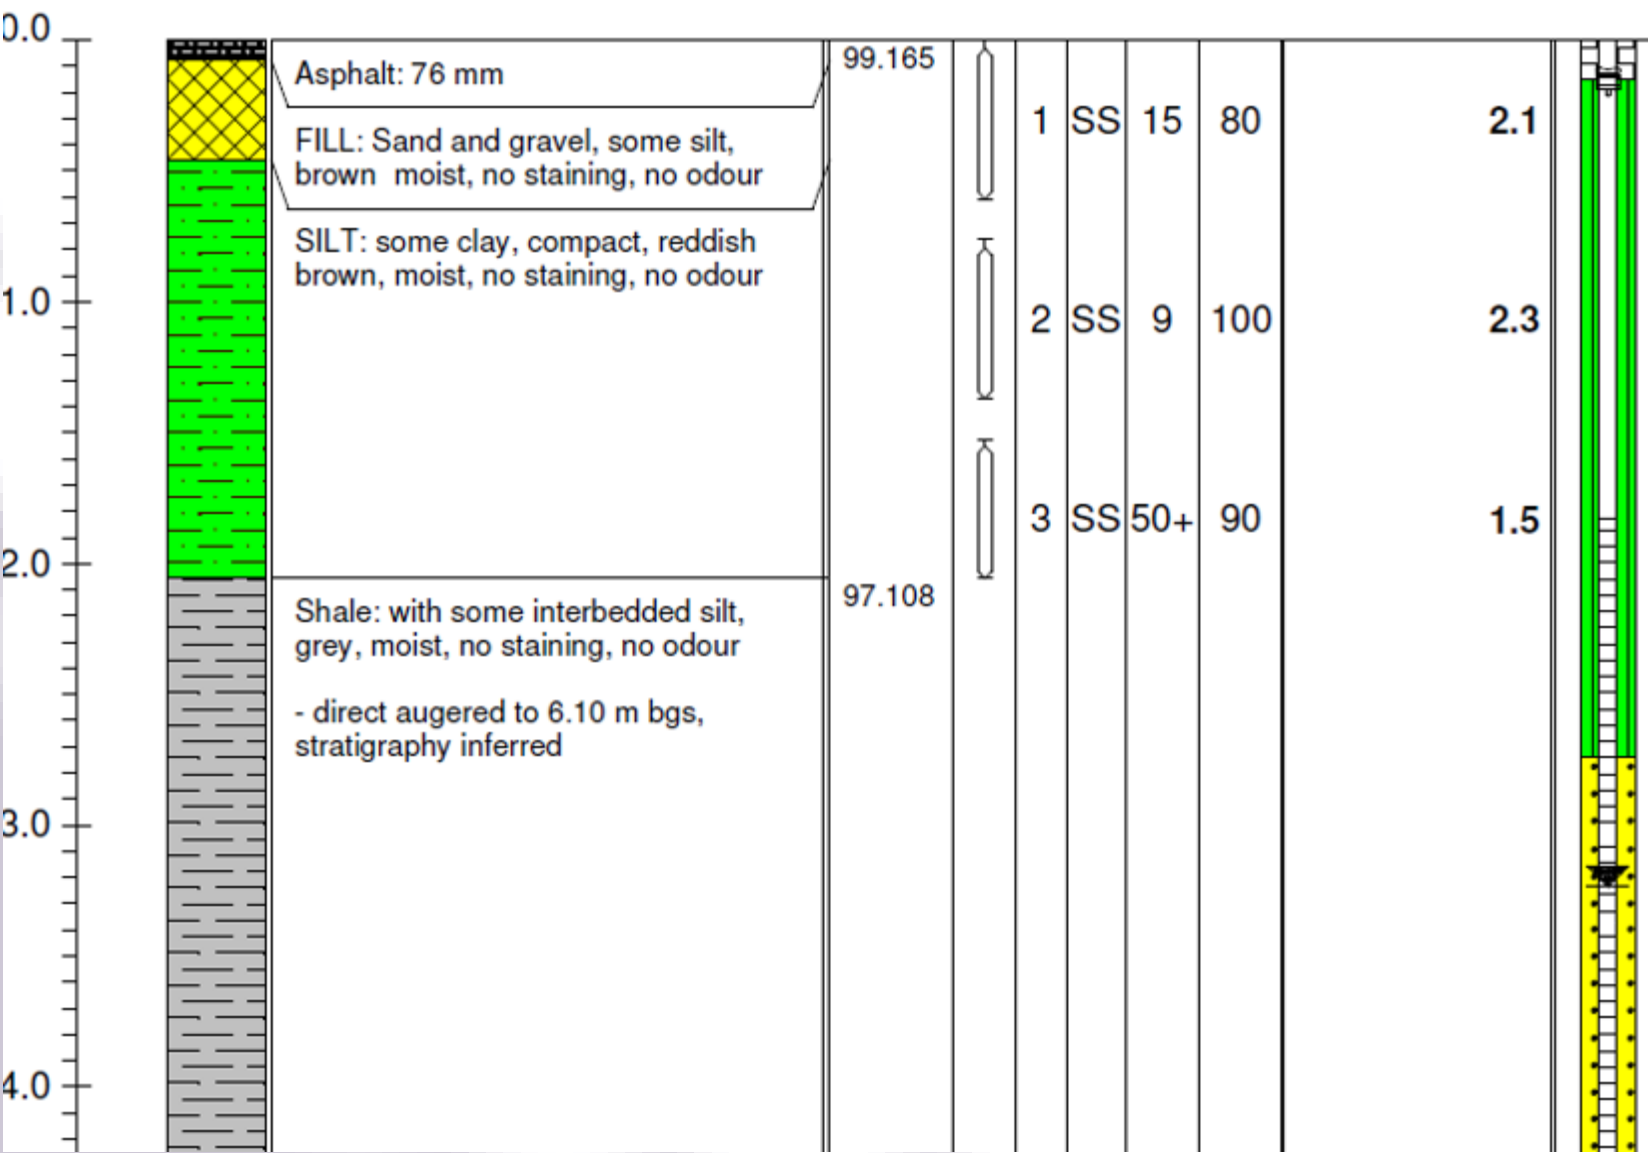 0.0
Asphalt: 76 mm
99.165
FILL: Sand and gravel, some silt,
brown moist, no staining, no odour
1 SS 15 80 2.1
SILT: some clay, compact, reddish
brown, moist, no staining, no odour
1.0
2 SS 9 100 2.3
3 SS 50+ 90 1.5
2.0
97.108
Shale: with some interbedded silt,
grey, moist, no staining, no odour
- direct augered to 6.10 m bgs,
stratigraphy inferred
3.0
4.0